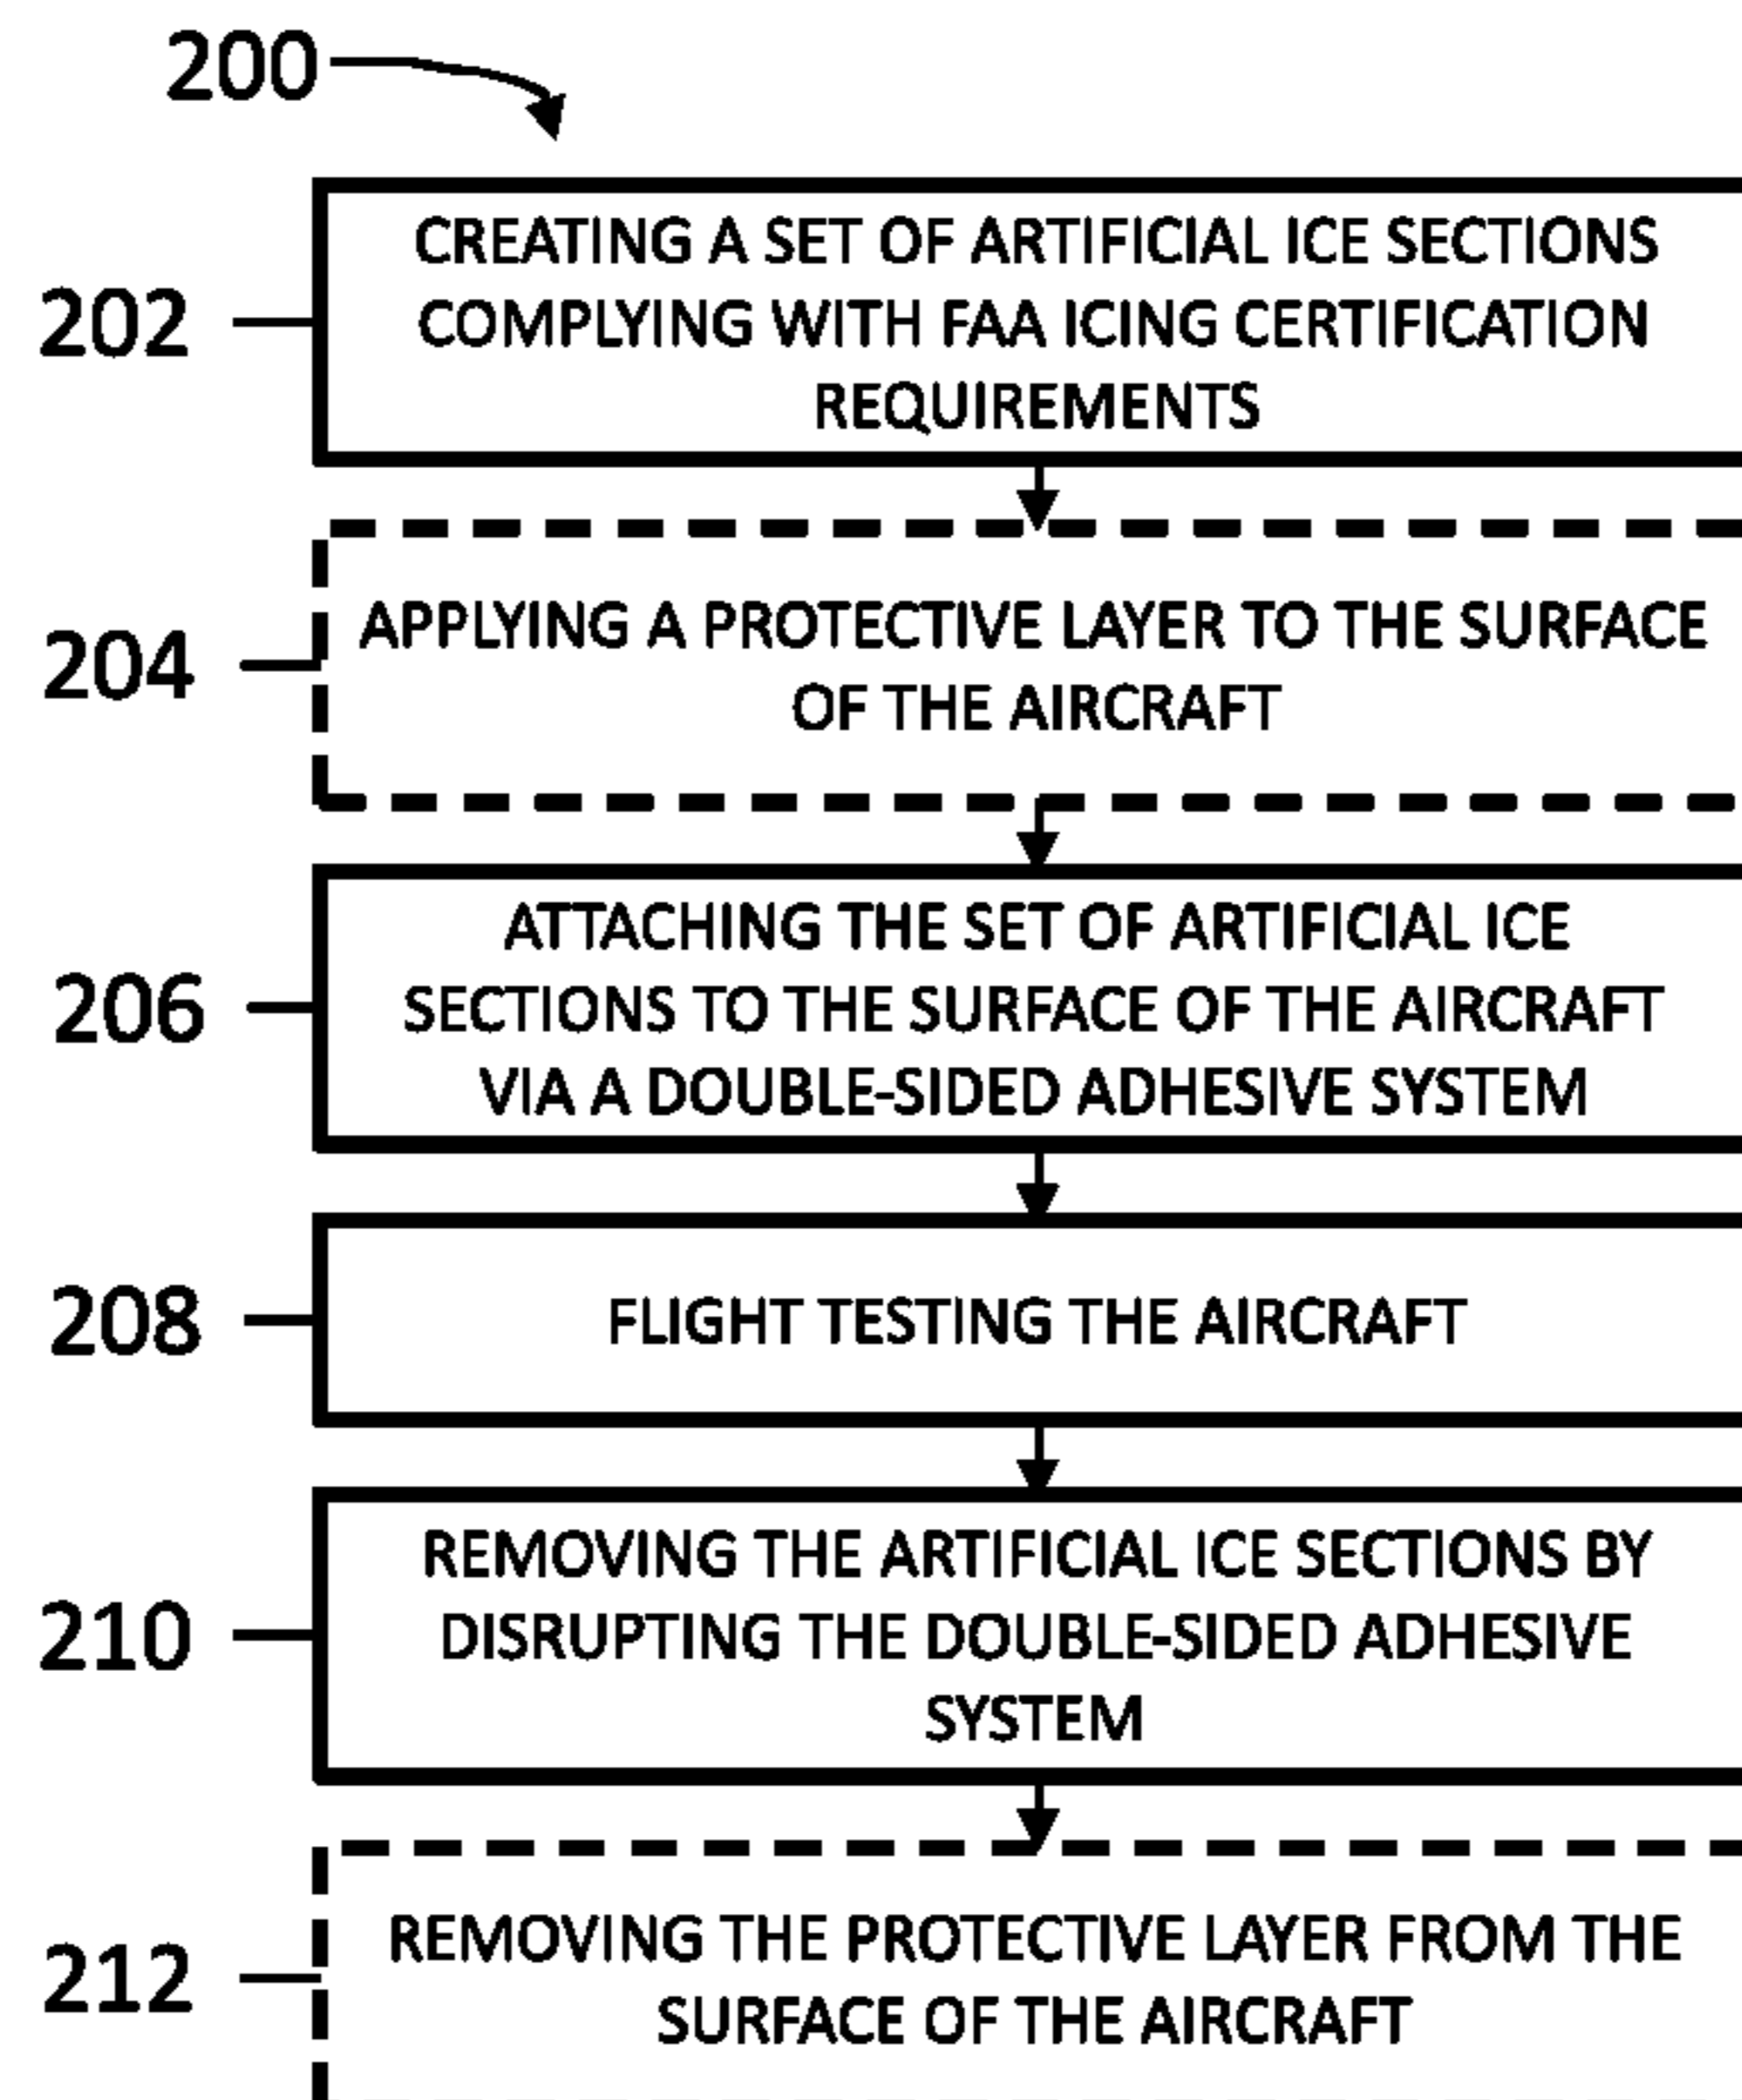 200
202
CREATING A SET OF ARTIFICIAL ICE SECTIONS
COMPLYING WITH FAA ICING CERTIFICATION
REQUIREMENTS
204
APPLYING A PROTECTIVE LAYER TO THE SURFACE
OF THE AIRCRAFT
206
ATTACHING THE SET OF ARTIFICIAL ICE
SECTIONS TO THE SURFACE OF THE AIRCRAFT
VIA A DOUBLE-SIDED ADHESIVE SYSTEM
208
FLIGHT TESTING THE AIRCRAFT
210
REMOVING THE ARTIFICIAL ICE SECTIONS BY
DISRUPTING THE DOUBLE-SIDED ADHESIVE
SYSTEM
212
REMOVING THE PROTECTIVE LAYER FROM THE
SURFACE OF THE AIRCRAFT